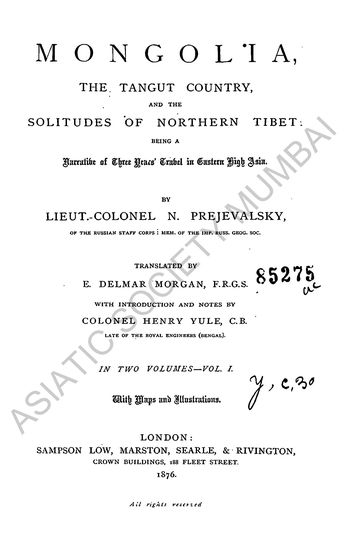 MONGOLIA,
THE TANGUT COUNTRY,
AND THE
SOLITUDES OF NORTHERN TIBET:
BEING A
Narrative of Three Years' Travel in Eastern High Asia.
BY
LIEUT.-COLONEL N. PREJEVALSKY,
OF THE RUSSIAN STAFF CORPS; MEM. OF THE IMP. RUSS. GEOG. SOC.
TRANSLATED BY
E. DELMAR MORGAN, F.R.G.S.
85275
WITH INTRODUCTION AND NOTES BY
COLONEL HENRY YULE, C.B.
LATE OF THE ROYAL ENGINEERS (BENGAL).
IN TWO VOLUMES—VOL. I.
With Maps and Illustrations.
LONDON:
SAMPSON LOW, MARSTON, SEARLE, & RIVINGTON,
CROWN BUILDINGS, 188 FLEET STREET.
1876.
All rights reserved
ASIATIC SOCIETY MUMBAI